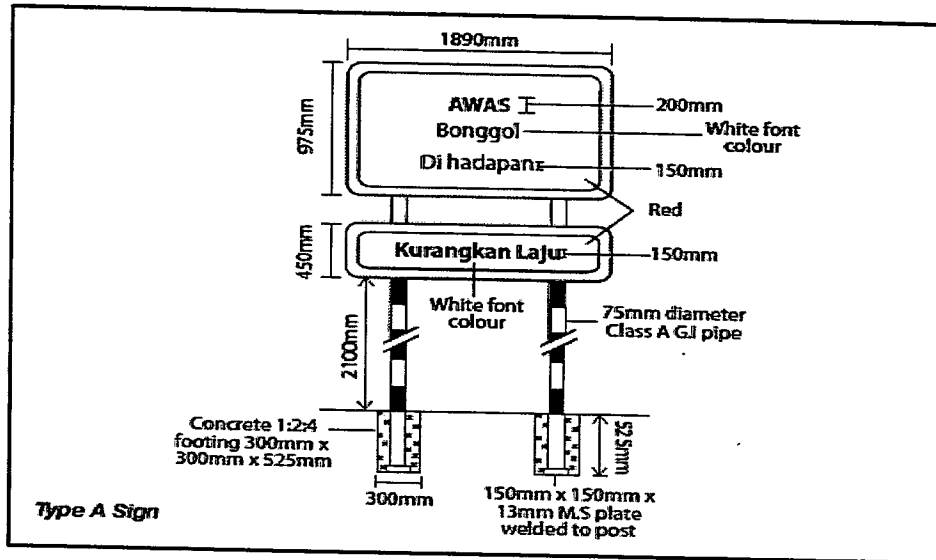 1890mm
975mm
AWAS
200mm
Bonggol
White font
colour
Di hadapan
150mm
Red
450mm
Kurangkan Laju
150mm
White font
colour
2100mm
75mm diameter
Class A G.I pipe
Concrete 1:2:4
footing 300mm x
300mm x 525mm
525mm
300mm
150mm x 150mm x
13mm M.S plate
welded to post
Type A Sign